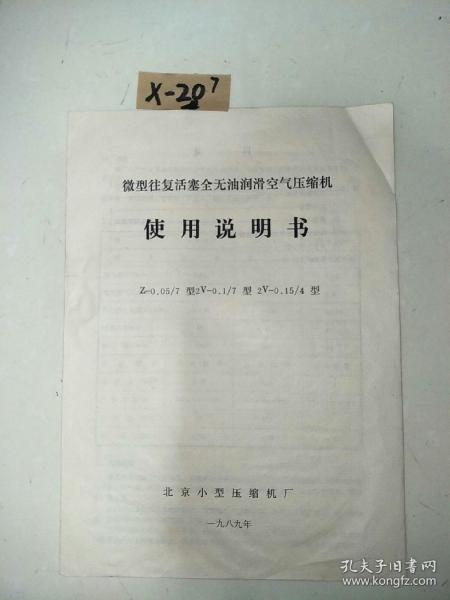 X-207
微型往复活塞全无油润滑空气压缩机
使用说明书
Z-0.05/7 型2V-0.1/7 型 2V-0.15/4 型
北京小型压缩机厂
一九八九年
孔夫子旧书网
www.kongfz.com